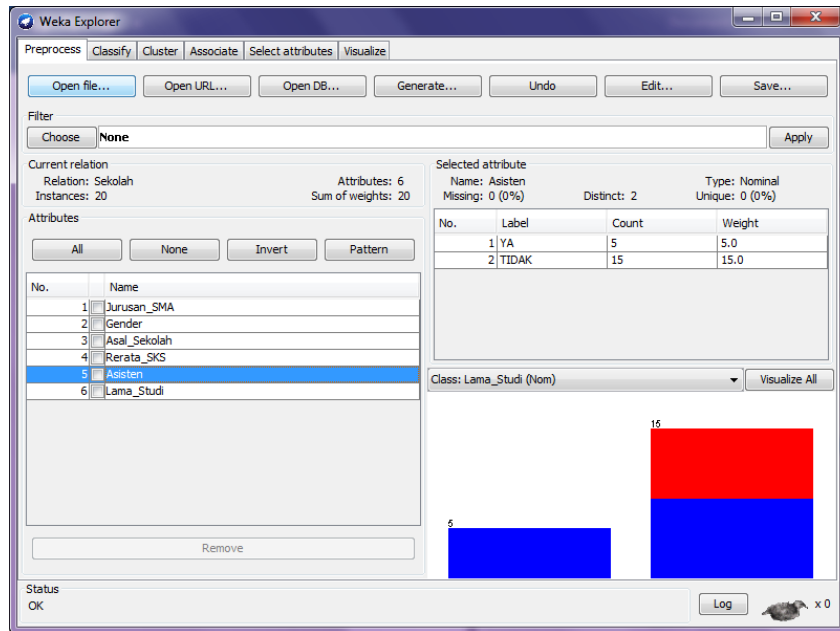 Weka Explorer
Preprocess Classify Cluster Associate Select attributes Visualize
Open file... Open URL... Open DB... Generate... Undo Edit... Save...
Filter
Choose None Apply
Current relation
Relation: Sekolah Attributes: 6
Instances: 20 Sum of weights: 20
Attributes
All None Invert Pattern
No. Name
1 Jurusan_SMA
2 Gender
3 Asal_Sekolah
4 Rerata_SKS
5 Asisten
6 Lama_Studi
Remove
Selected attribute
Name: Asisten Type: Nominal
Missing: 0 (0%) Distinct: 2 Unique: 0 (0%)
No. Label Count Weight
1 YA 5 5.0
2 TIDAK 15 15.0
Class: Lama_Studi (Nom) Visualize All
15
5
Status
OK Log x 0